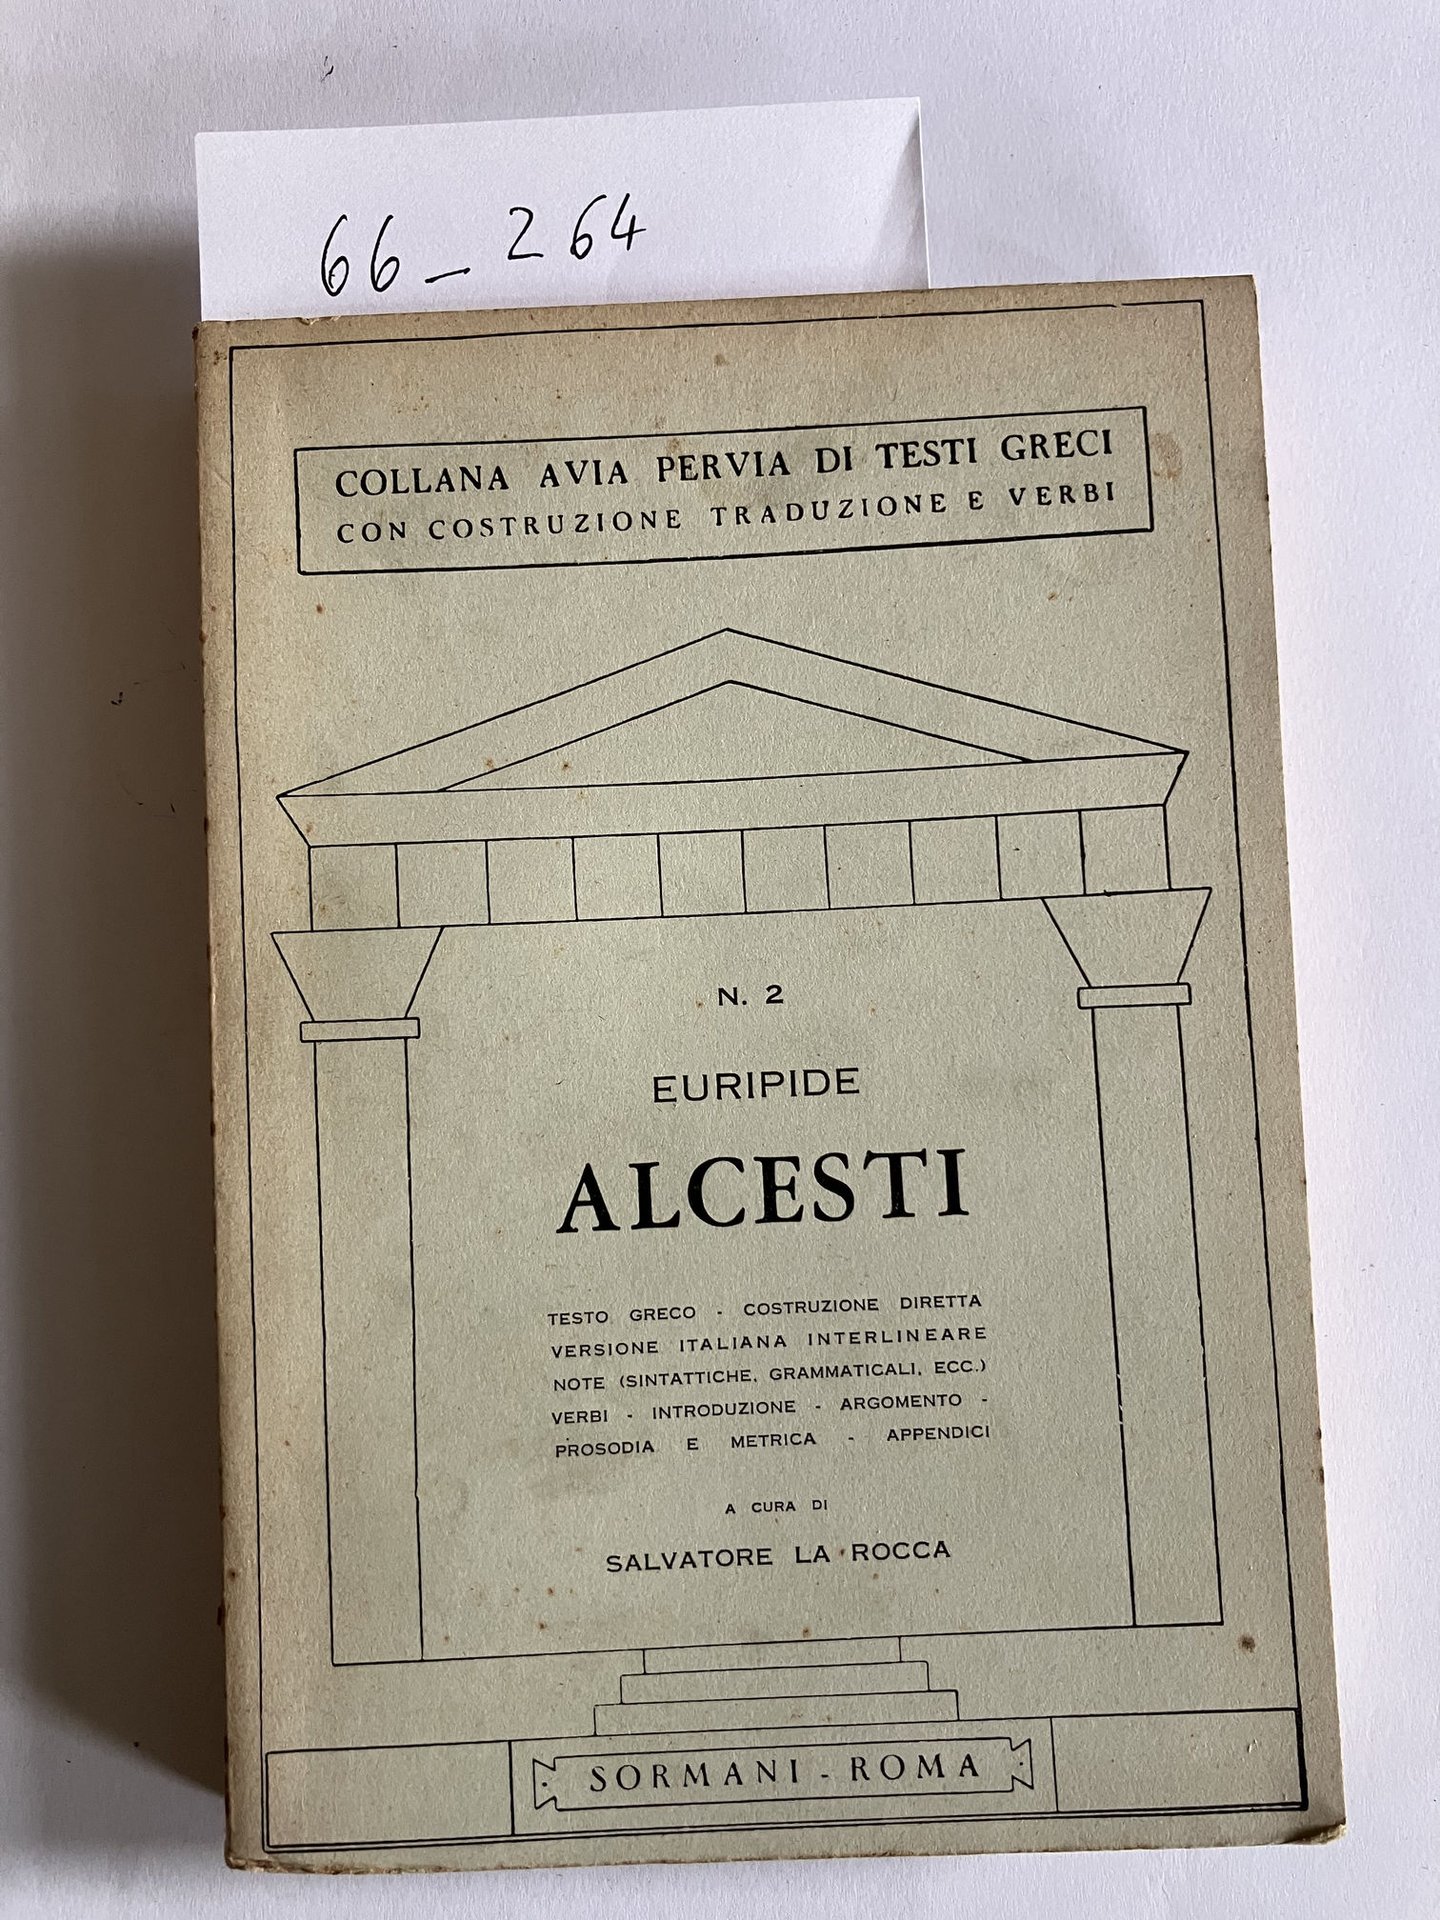 66_264
COLLANA AVIA PERVIA DI TESTI GRECI
CON COSTRUZIONE TRADUZIONE E VERBI
N. 2
EURIPIDE
ALCESTI
TESTO GRECO - COSTRUZIONE DIRETTA
VERSIONE ITALIANA INTERLINEARE
NOTE (SINTATTICHE, GRAMMATICALI, ECC.)
VERBI - INTRODUZIONE - ARGOMENTO -
PROSODIA E METRICA - APPENDICI
A CURA DI
SALVATORE LA ROCCA
SORMANI - ROMA